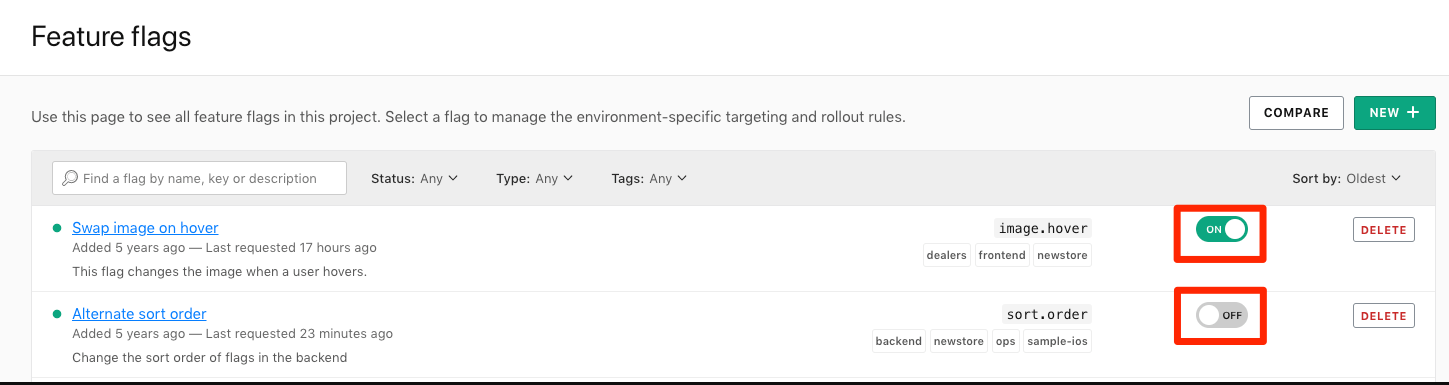 Feature flags
Use this page to see all feature flags in this project. Select a flag to manage the environment-specific targeting and rollout rules.
COMPARE
NEW +
Find a flag by name, key or description
Status: Any
Type: Any
Tags: Any
Sort by: Oldest
Swap image on hover
image.hover
ON
DELETE
Added 5 years ago — Last requested 17 hours ago
dealers frontend newstore
This flag changes the image when a user hovers.
Alternate sort order
sort.order
OFF
DELETE
Added 5 years ago — Last requested 23 minutes ago
backend newstore ops sample-ios
Change the sort order of flags in the backend